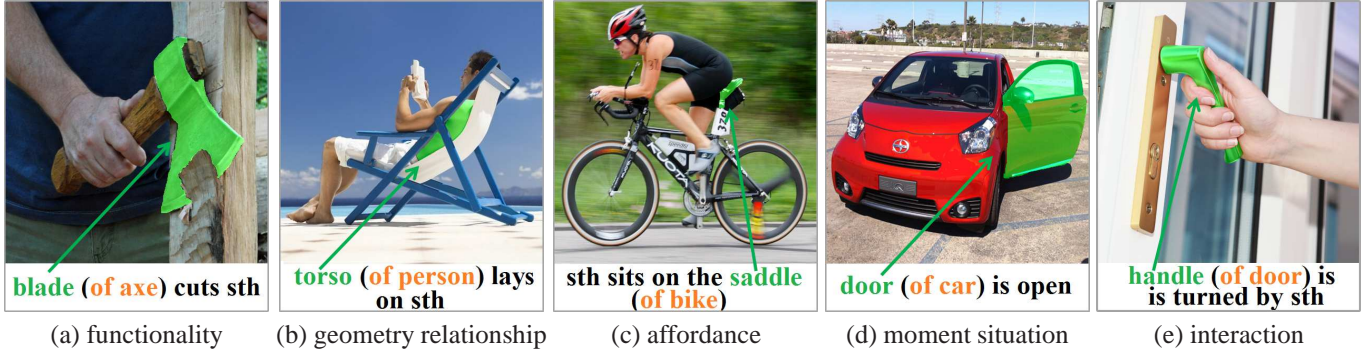 320
KUOTA
blade (of axe) cuts sth
torso (of person) lays
on sth
sth sits on the saddle
(of bike)
door (of car) is open
handle (of door) is
is turned by sth
(a) functionality
(b) geometry relationship
(c) affordance
(d) moment situation
(e) interaction